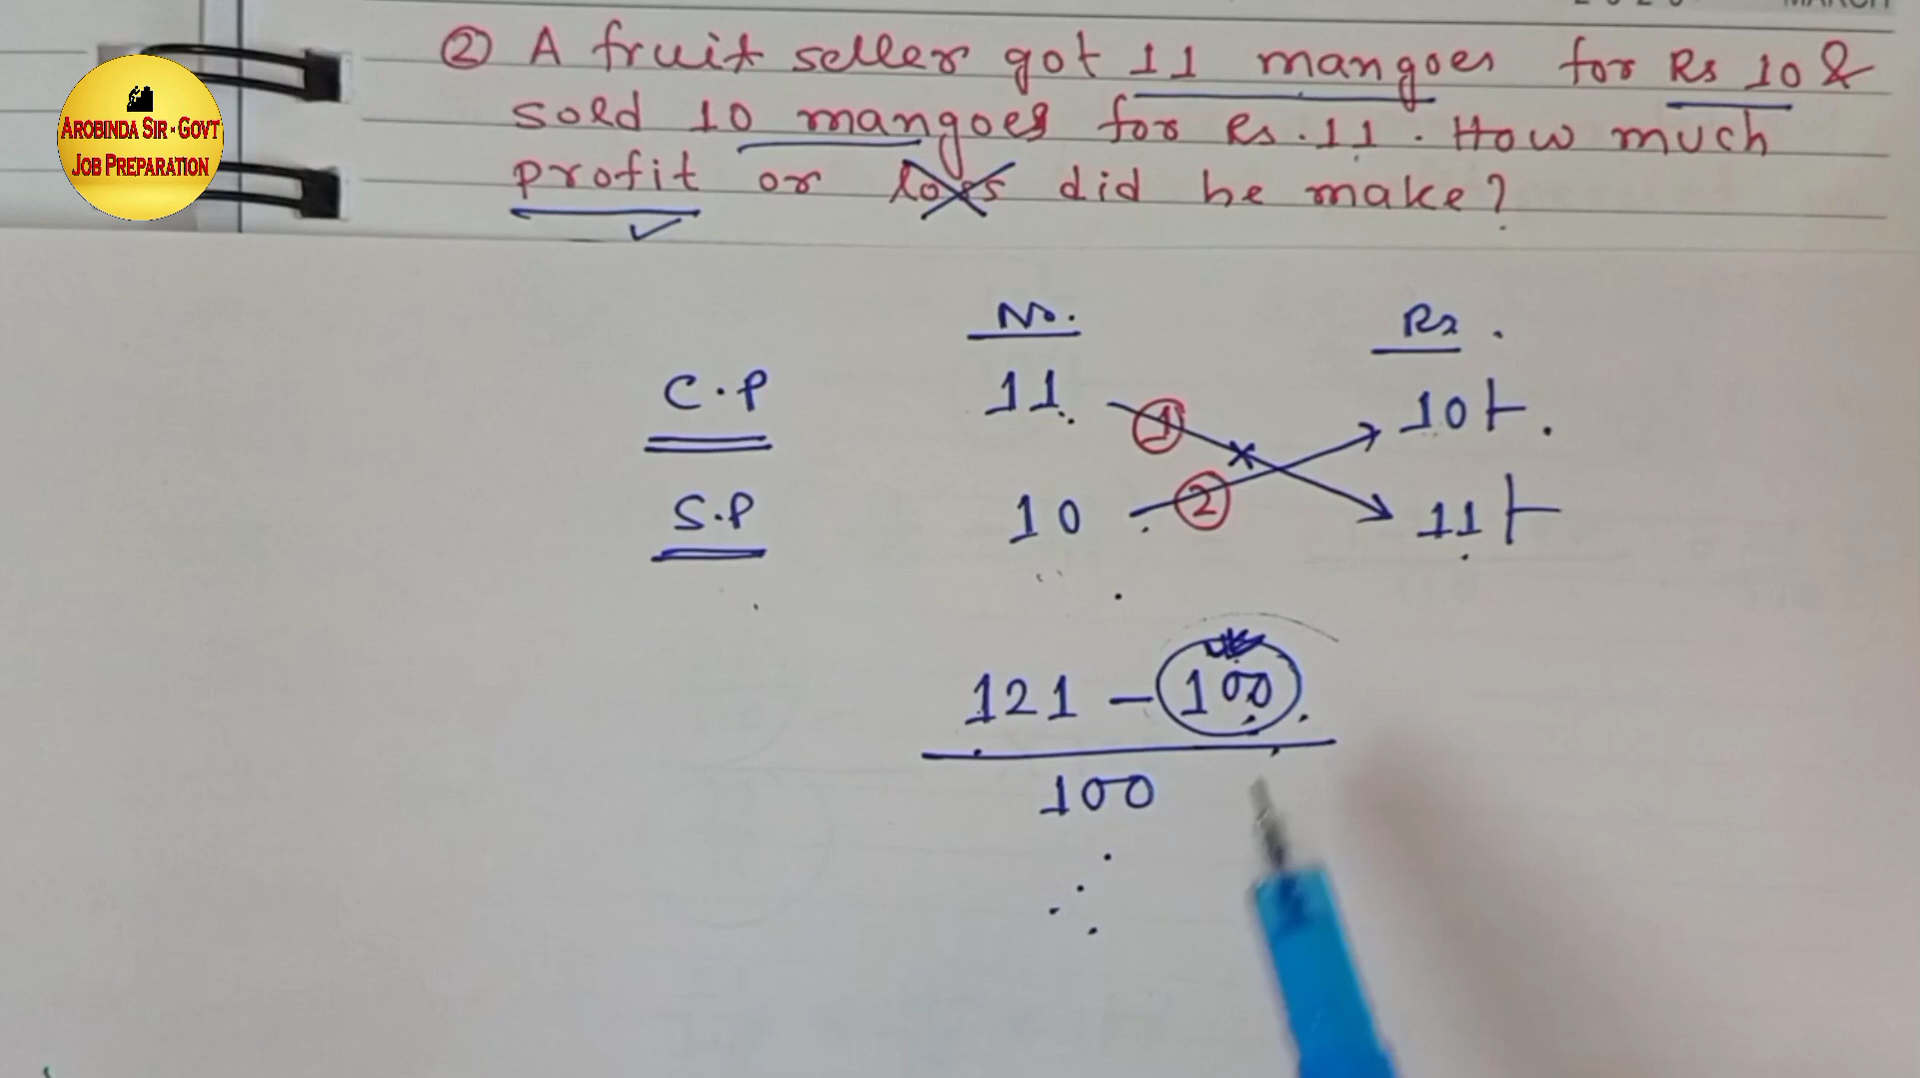 ② A fruit seller got 11 mangoes for Rs 10 &
sold 10 mangoes for Rs. 11. How much
profit or loss did he make?
AROBINDA SIR - GOVT
JOB PREPARATION
No. Rs.
C.P 11 ① 10/-
S.P 10 ② 11/-
121 - 100
100